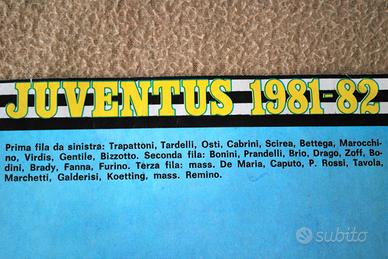 JUVENTUS 1981-82
Prima fila da sinistra: Trapattoni, Tardelli, Osti, Cabrini, Scirea, Bettega, Marocchi-
no, Virdis, Gentile, Bizzotto. Seconda fila: Bonini, Prandelli, Brio, Drago, Zoff, Bo-
dini, Brady, Fanna, Furino. Terza fila: mass. De Maria, Caputo, P. Rossi, Tavola,
Marchetti, Galderisi, Koetting, mass. Remino.
subito